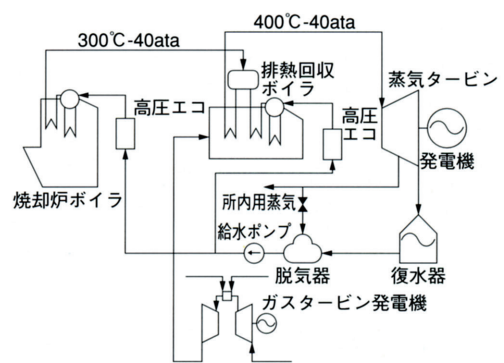 400℃-40ata
300℃-40ata
排熱回収
ボイラ
蒸気タービン
高圧エコ
高圧
エコ
発電機
焼却炉ボイラ
所内用蒸気
給水ポンプ
脱気器
復水器
ガスタービン発電機